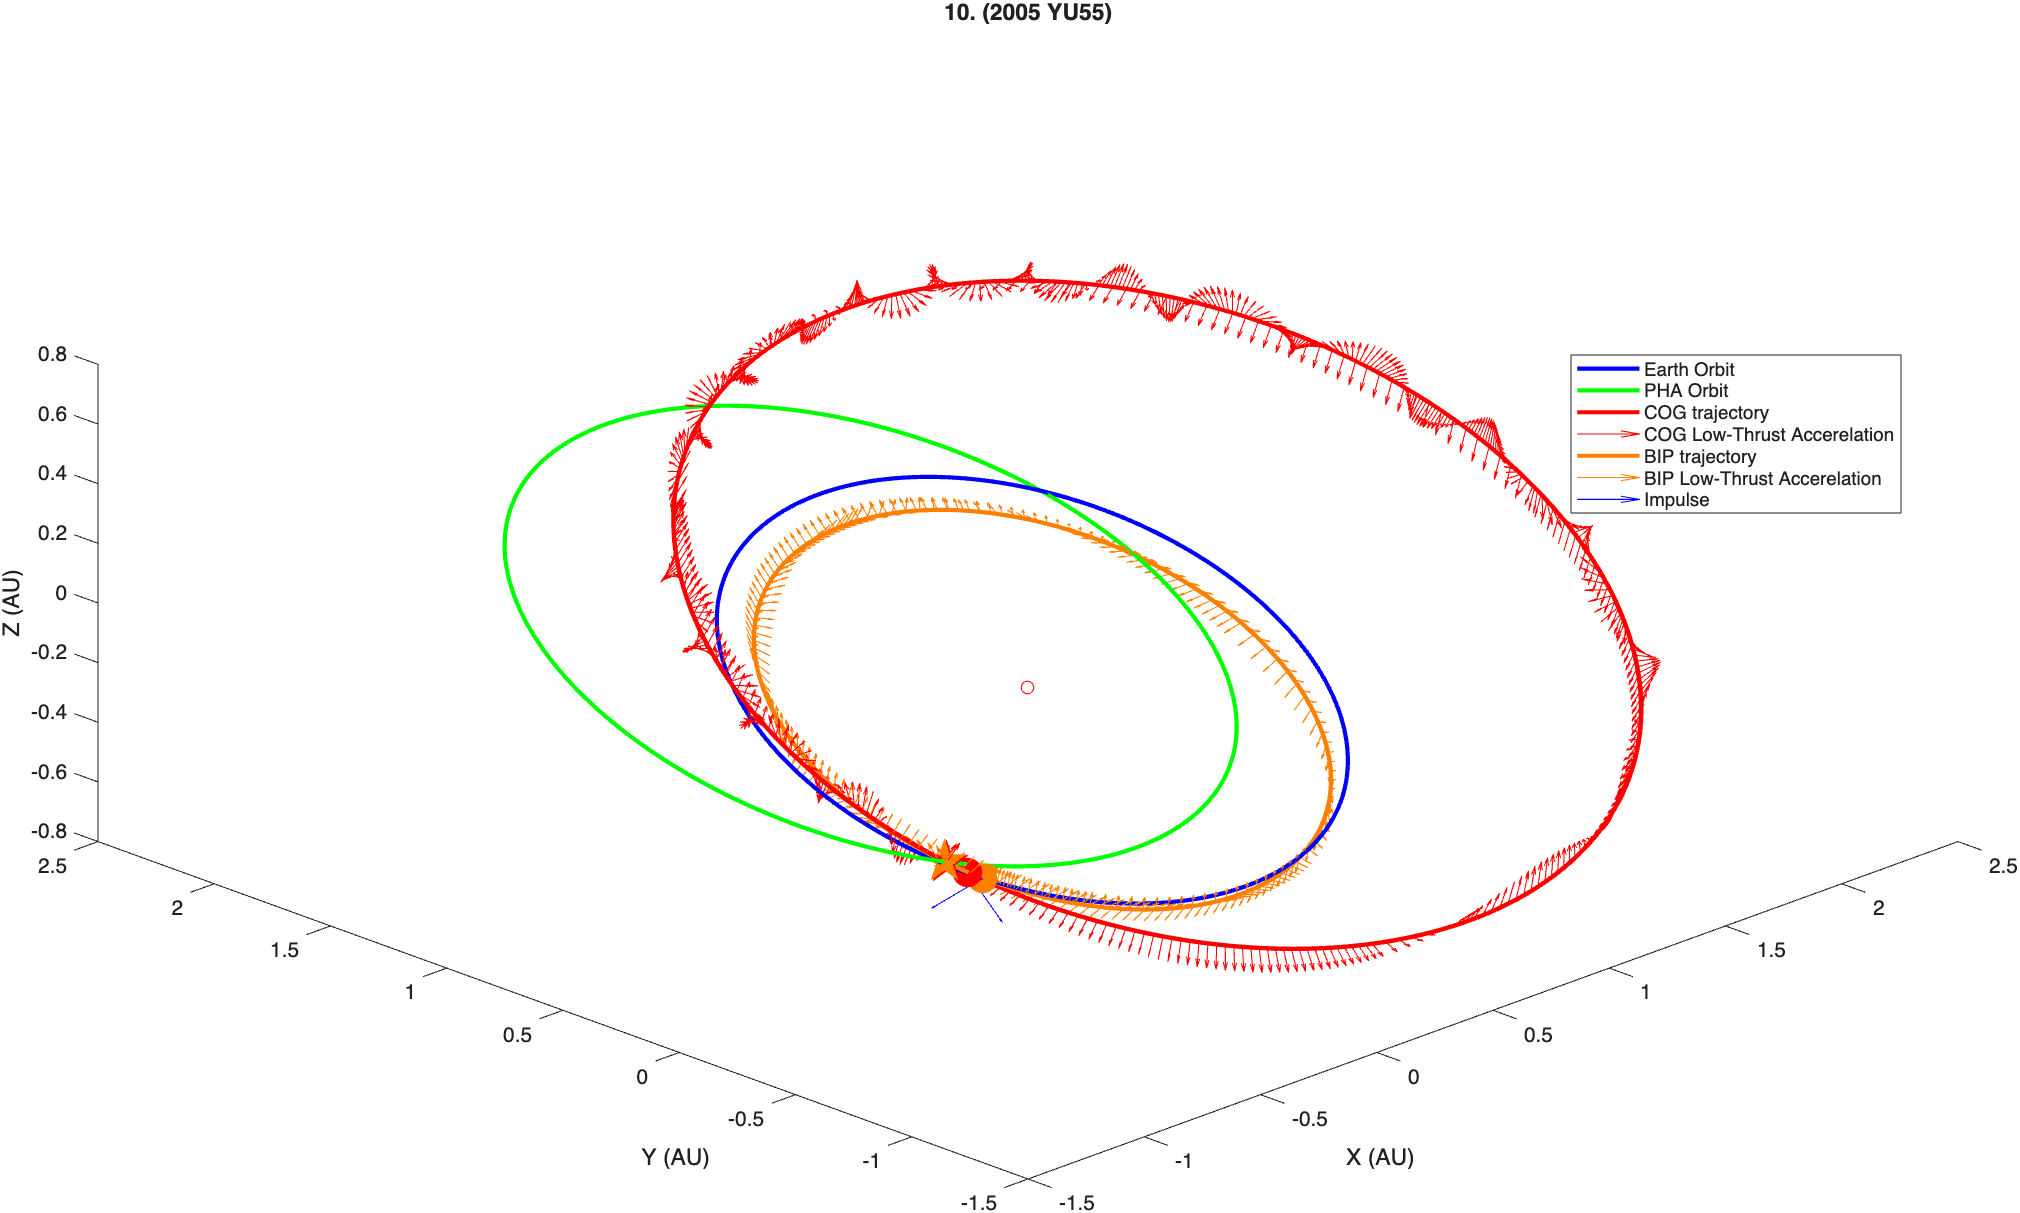 10. (2005 YU55)
Earth Orbit
PHA Orbit
COG trajectory
COG Low-Thrust Accerelation
BIP trajectory
BIP Low-Thrust Accerelation
Impulse
0.8
0.6
0.4
0.2
0
-0.2
-0.4
-0.6
-0.8
Z (AU)
2.5
2
1.5
1
0.5
0
-0.5
-1
-1.5
Y (AU)
-1.5
-1
-0.5
0
0.5
1
1.5
2
2.5
X (AU)